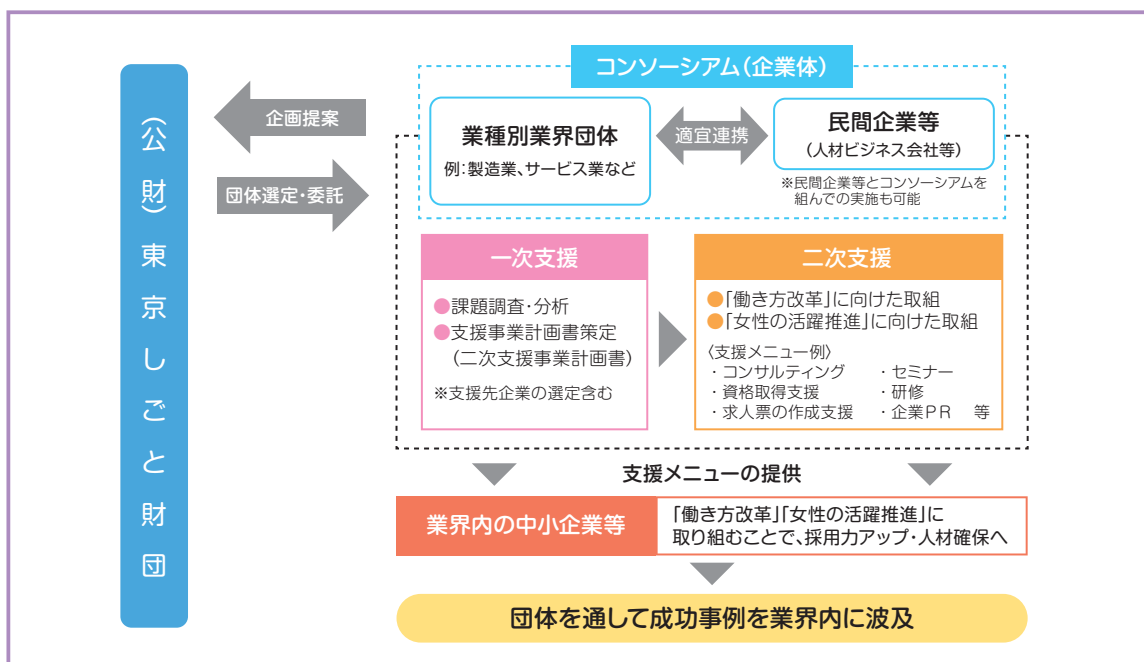 （公財）東京しごと財団
企画提案
団体選定・委託
コンソーシアム（企業体）
業種別業界団体
例：製造業、サービス業など
適宜連携
民間企業等
（人材ビジネス会社等）
※民間企業等とコンソーシアムを
組んでの実施も可能
一次支援
●課題調査・分析
●支援事業計画書策定
（二次支援事業計画書）
※支援先企業の選定含む
二次支援
●「働き方改革」に向けた取組
●「女性の活躍推進」に向けた取組
〈支援メニュー例〉
・コンサルティング ・セミナー
・資格取得支援 ・研修
・求人票の作成支援 ・企業PR 等
支援メニューの提供
業界内の中小企業等
「働き方改革」「女性の活躍推進」に
取り組むことで、採用力アップ・人材確保へ
団体を通して成功事例を業界内に波及